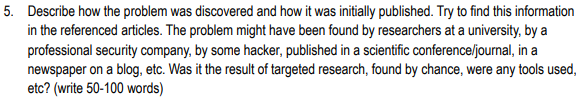 5. Describe how the problem was discovered and how it was initially published. Try to find this information
in the referenced articles. The problem might have been found by researchers at a university, by a
professional security company, by some hacker, published in a scientific conference/journal, in a
newspaper on a blog, etc. Was it the result of targeted research, found by chance, were any tools used,
etc? (write 50-100 words)